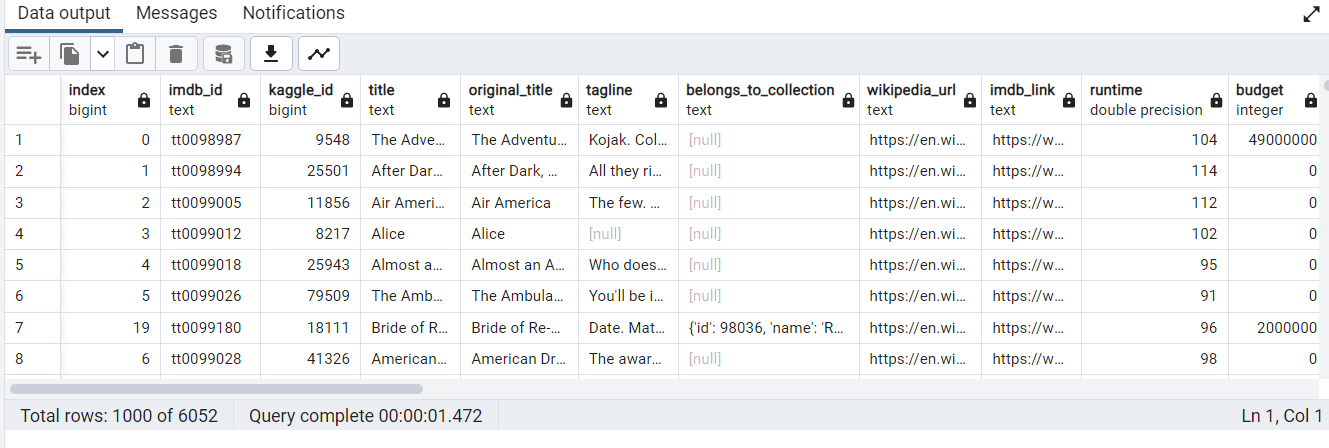 Data output Messages Notifications
index imdb_id kaggle_id title original_title tagline belongs_to_collection wikipedia_url imdb_link runtime budget
bigint text bigint text text text text text text double precision integer
1 0 tt0098987 9548 The Adve... The Adventu... Kojak. Col... [null] https://en.wi... https://w... 104 49000000
2 1 tt0098994 25501 After Dar... After Dark, ... All they ri... [null] https://en.wi... https://w... 114 0
3 2 tt0099005 11856 Air Ameri... Air America The few. ... [null] https://en.wi... https://w... 112 0
4 3 tt0099012 8217 Alice Alice [null] [null] https://en.wi... https://w... 102 0
5 4 tt0099018 25943 Almost a... Almost an A... Who does... [null] https://en.wi... https://w... 95 0
6 5 tt0099026 79509 The Amb... The Ambula... You'll be i... [null] https://en.wi... https://w... 91 0
7 19 tt0099180 18111 Bride of R... Bride of Re-... Date. Mat... {'id': 98036, 'name': 'R... https://en.wi... https://w... 96 2000000
8 6 tt0099028 41326 American... American Dr... The awar... [null] https://en.wi... https://w... 98 0
Total rows: 1000 of 6052 Query complete 00:00:01.472 Ln 1, Col 1